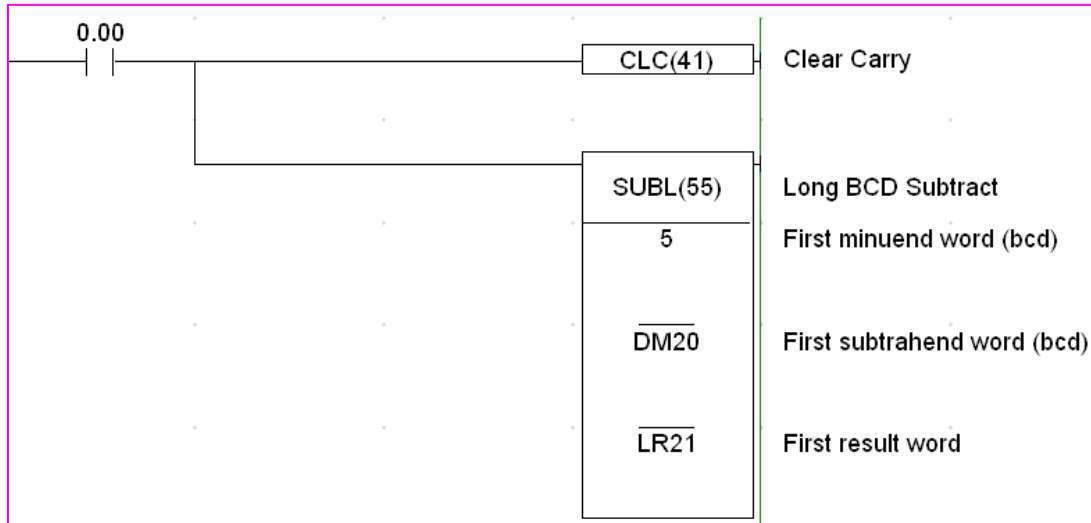 0.00
CLC(41) Clear Carry
SUBL(55) Long BCD Subtract
5 First minuend word (bcd)
DM20 First subtrahend word (bcd)
LR21 First result word